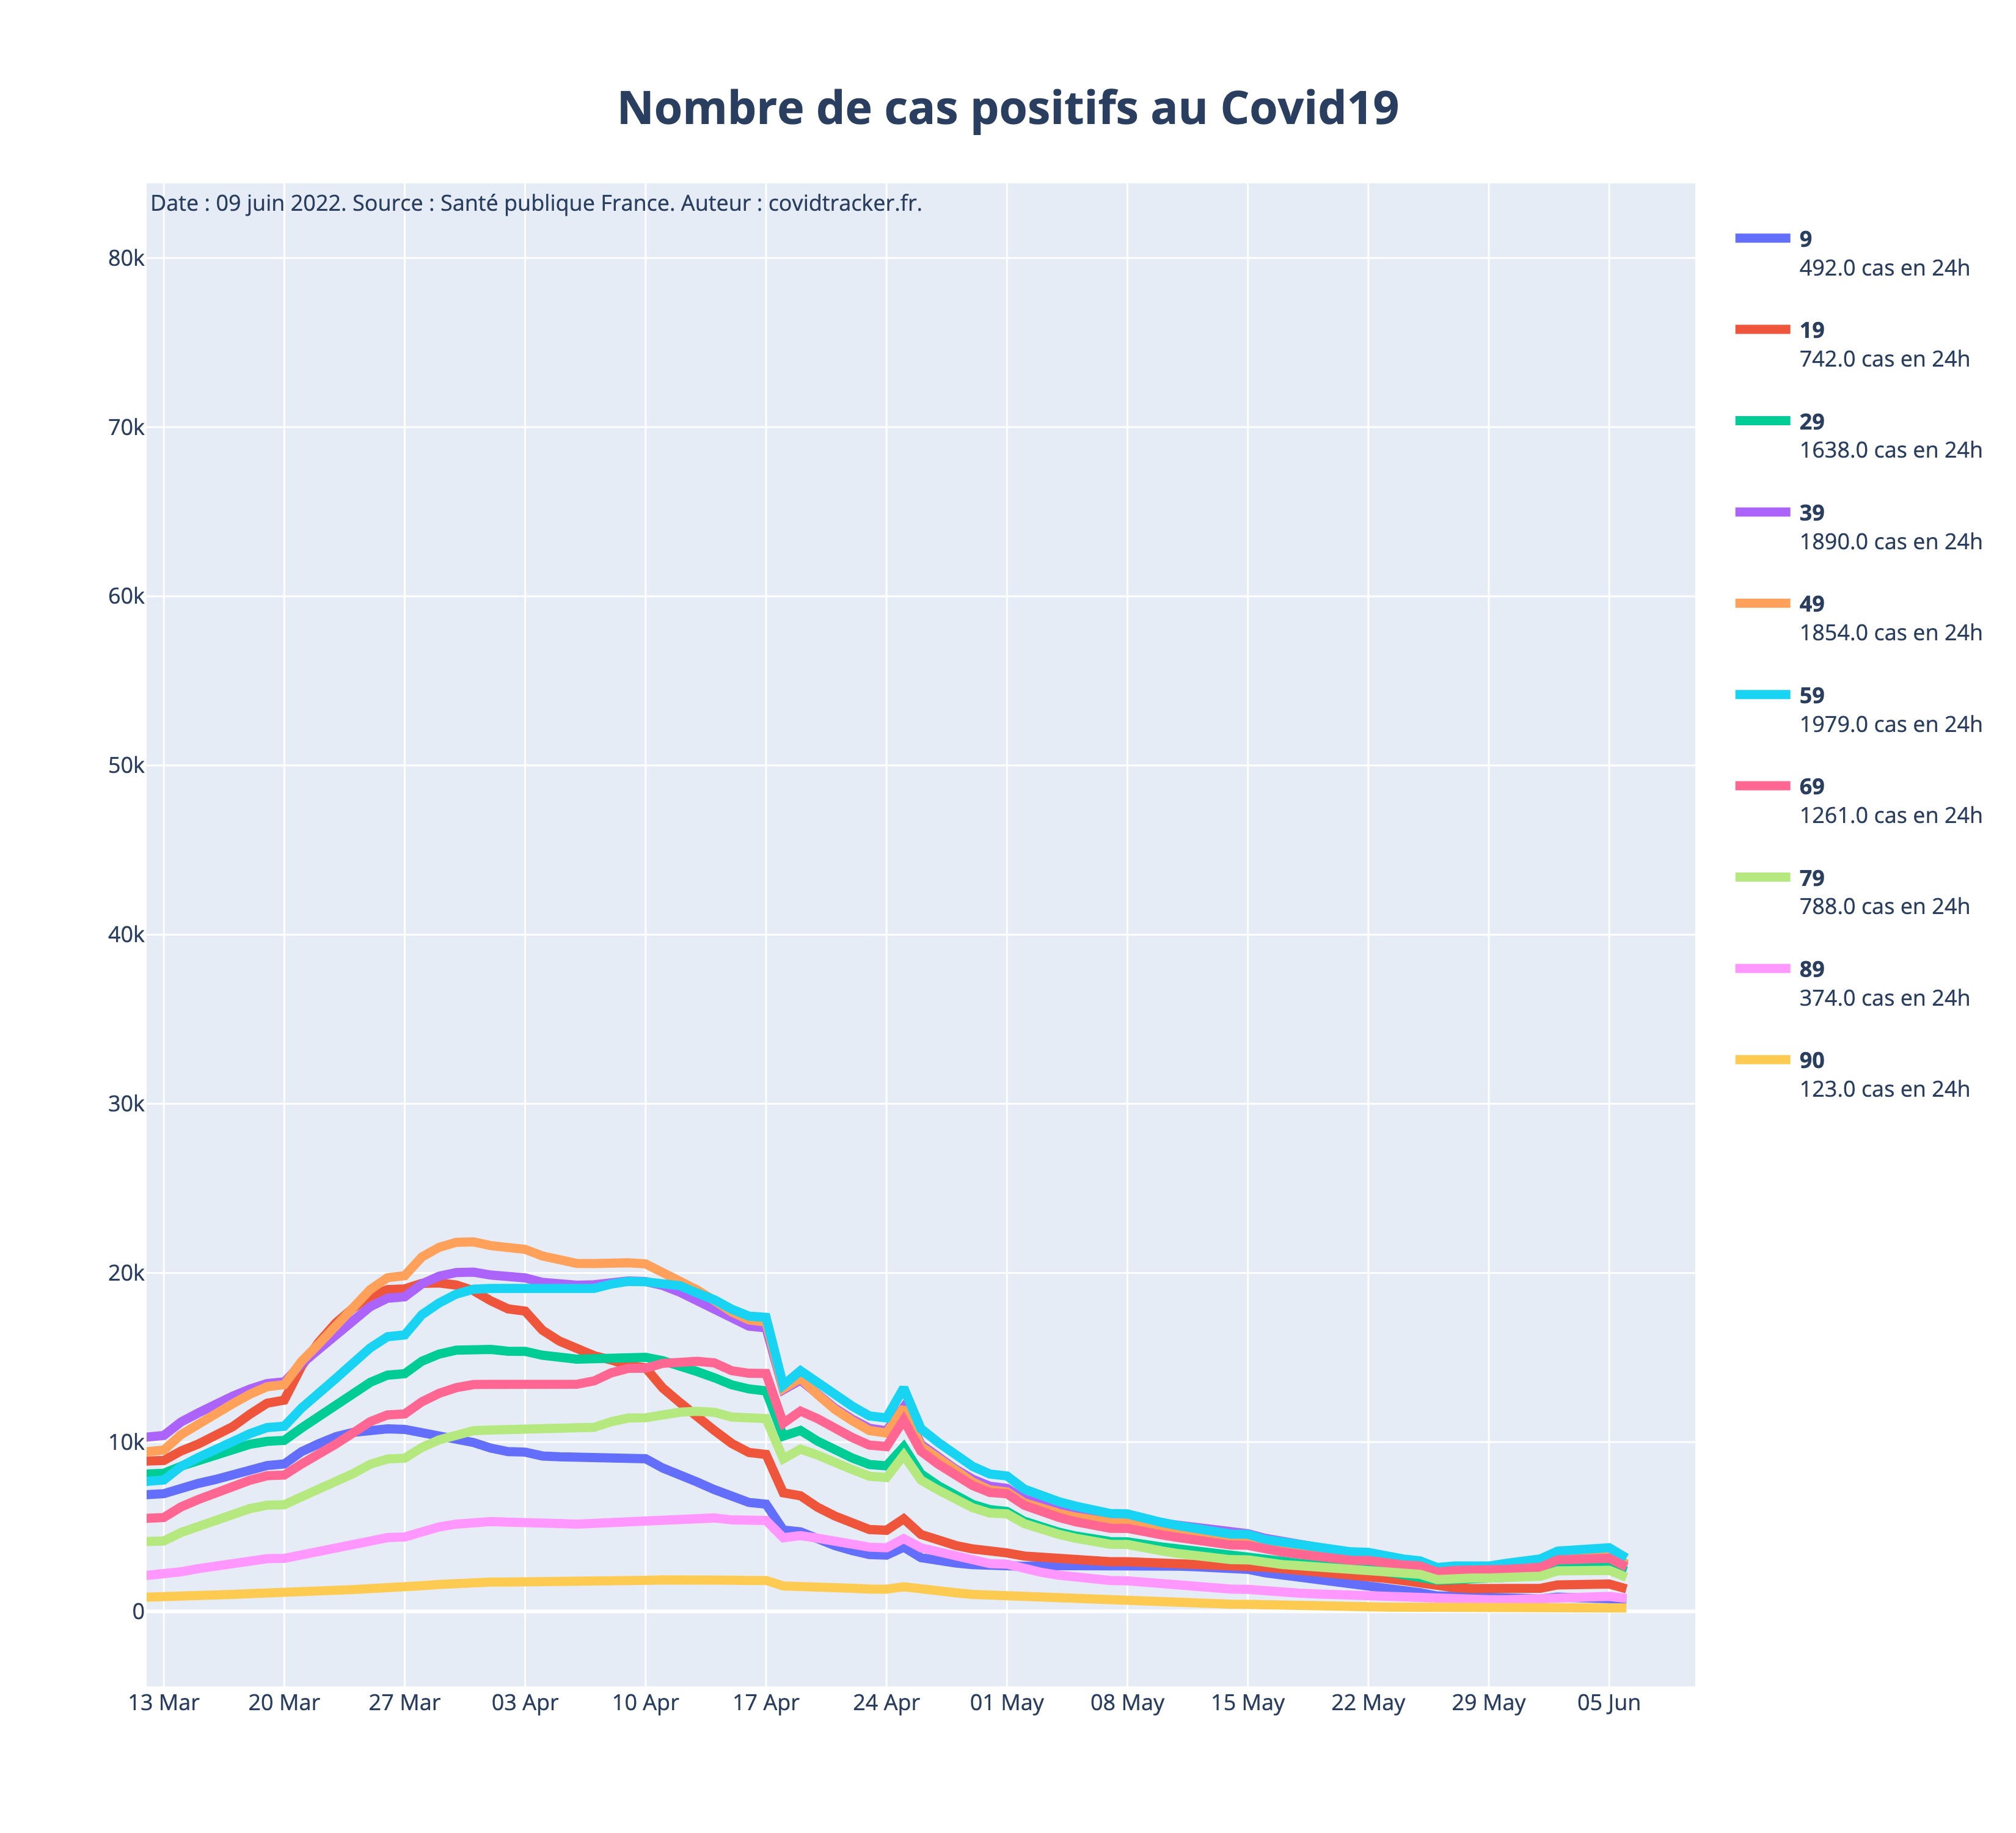 Nombre de cas positifs au Covid19
Date : 09 juin 2022. Source : Santé publique France. Auteur : covidtracker.fr.
80k
70k
60k
50k
40k
30k
20k
10k
0
13 Mar
20 Mar
27 Mar
03 Apr
10 Apr
17 Apr
24 Apr
01 May
08 May
15 May
22 May
29 May
05 Jun
9
492.0 cas en 24h
19
742.0 cas en 24h
29
1638.0 cas en 24h
39
1890.0 cas en 24h
49
1854.0 cas en 24h
59
1979.0 cas en 24h
69
1261.0 cas en 24h
79
788.0 cas en 24h
89
374.0 cas en 24h
90
123.0 cas en 24h